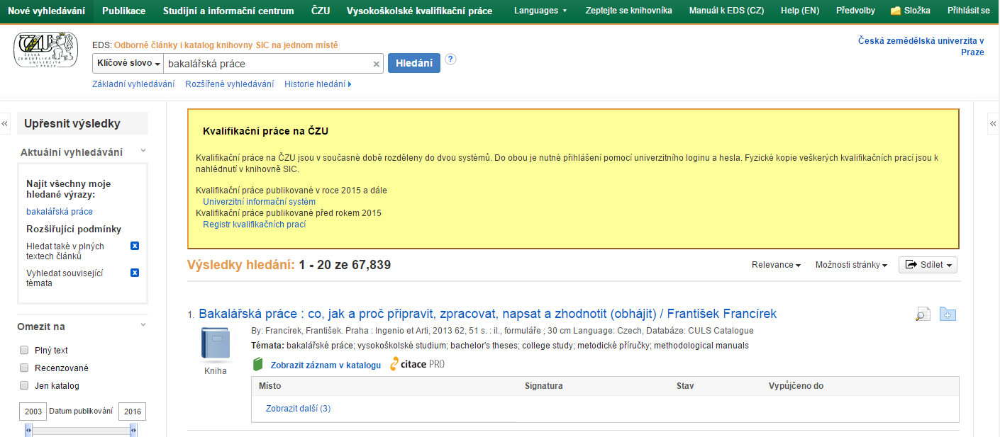 Nové vyhledávání Publikace Studijní a informační centrum ČZU Vysokoškolské kvalifikační práce Languages Zeptejte se knihovníka Manuál k EDS (CZ) Help (EN) Předvolby Složka Přihlásit se
ČZU
ČESKÁ
ZEMĚDĚLSKÁ
UNIVERZITA
V PRAZE
EDS: Odborné články i katalog knihovny SIC na jednom místě
Klíčové slovo bakalářská práce × Hledání ?
Základní vyhledávání Rozšířené vyhledávání Historie hledání
Česká zemědělská univerzita v
Praze
«
Upřesnit výsledky
Aktuální vyhledávání
Najít všechny moje
hledané výrazy:
bakalářská práce
Rozšiřující podmínky
Hledat také v plných
textech článků
x
Vyhledat související
témata
x
Omezit na
Plný text
Recenzované
Jen katalog
2003 Datum publikování 2016
Kvalifikační práce na ČZU
Kvalifikační práce na ČZU jsou v současné době rozděleny do dvou systémů. Do obou je nutné přihlášení pomocí univerzitního loginu a hesla. Fyzické kopie veškerých kvalifikačních prací jsou k
nahlédnutí v knihovně SIC.
Kvalifikační práce publikované v roce 2015 a dále
Univerzitní informační systém
Kvalifikační práce publikované před rokem 2015
Registr kvalifikačních prací
«
Výsledky hledání: 1 - 20 ze 67,839
Relevance Možnosti stránky Sdílet
1. Bakalářská práce : co, jak a proč připravit, zpracovat, napsat a zhodnotit (obhájit) / František Francírek
By: Francírek, František. Praha : Ingenio et Arti, 2013 62, 51 s. : il., formuláře ; 30 cm Language: Czech, Databáze: CULS Catalogue
Témata: bakalářské práce; vysokoškolské studium; bachelor's theses; college study; metodické příručky; methodological manuals
Kniha
Zobrazit záznam v katalogu citace PRO
Místo Signatura Stav Vypůjčeno do
Zobrazit další (3)